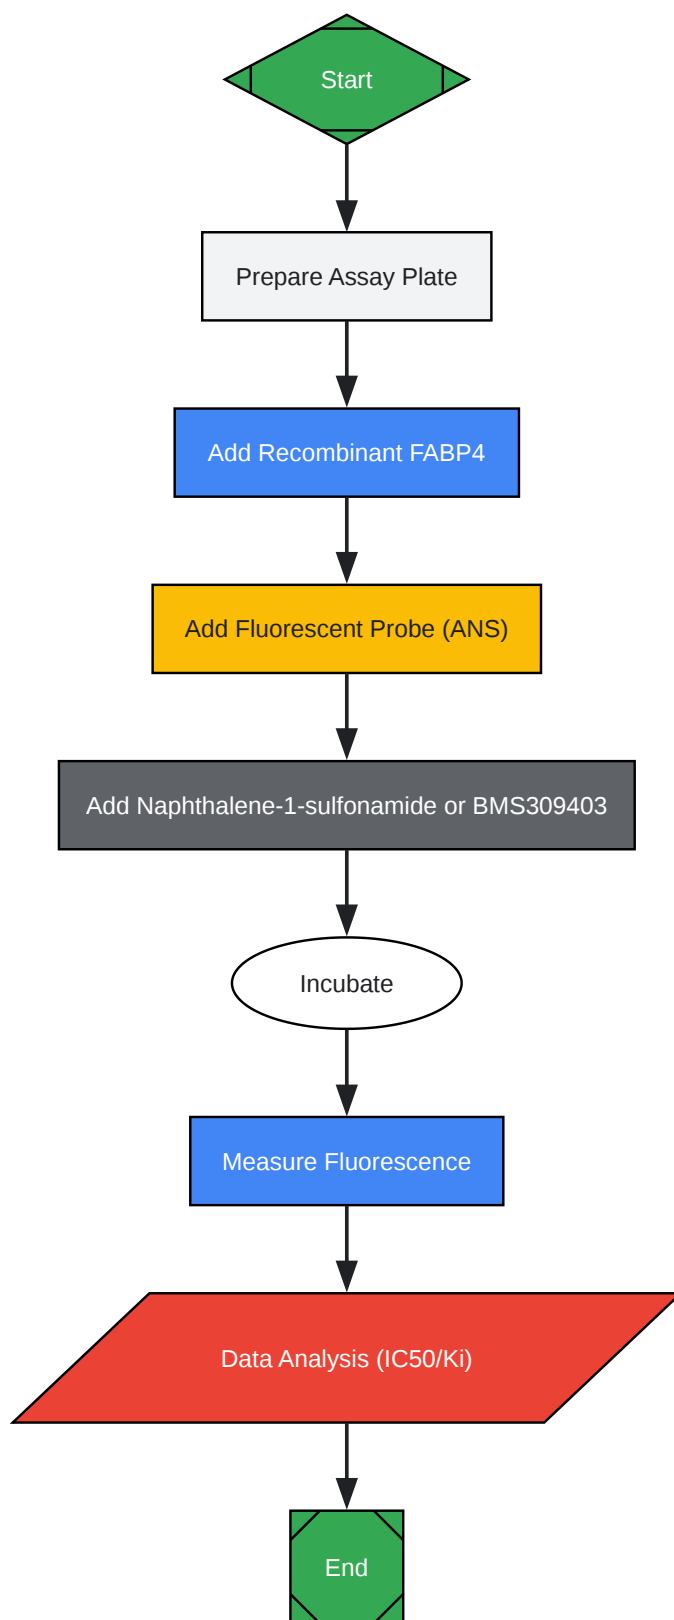 Start
Prepare Assay Plate
Add Recombinant FABP4
Add Fluorescent Probe (ANS)
Add Naphthalene-1-sulfonamide or BMS309403
Incubate
Measure Fluorescence
Data Analysis (IC50/Ki)
End